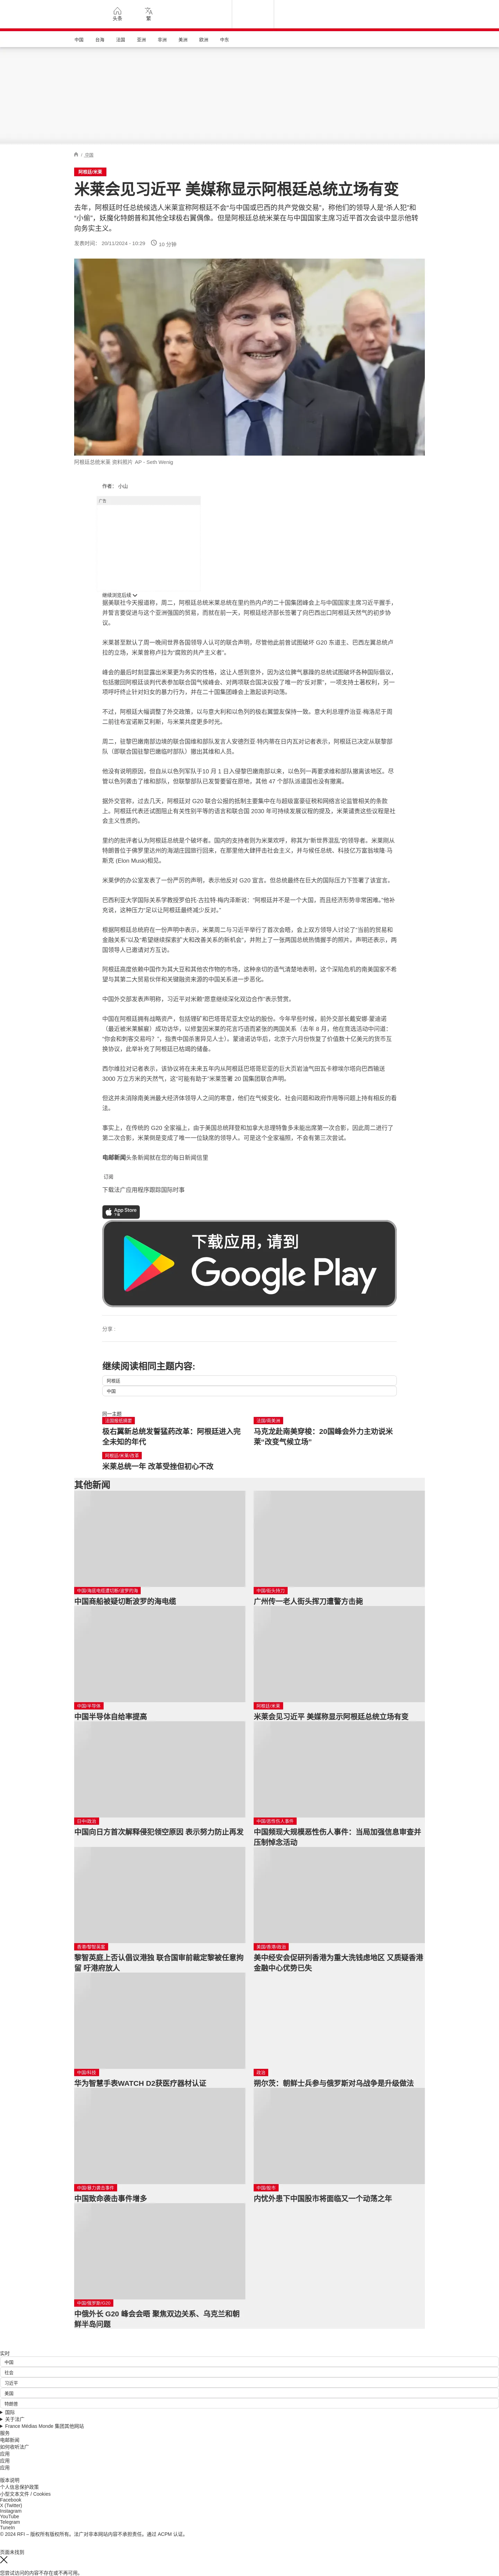 头条
繁
中国
台海
法国
亚洲
非洲
美洲
欧洲
中东
/ 法国
阿根廷/米莱
米莱会见习近平 美媒称显示阿根廷总统立场有变
去年，阿根廷时任总统候选人米莱宣称阿根廷不会“与中国或巴西的共产党做交易”，称他们的领导人是“杀人犯”和
“小偷”，妖魔化特朗普和其他全球极右翼偶像。但是阿根廷总统米莱在与中国国家主席习近平首次会谈中显示他转
向务实主义。
发表时间： 20/11/2024 - 10:29
10 分钟
阿根廷总统米莱 资料照片 AP - Seth Wenig
作者： 小山
广告
继续浏览后续
据美联社今天报道称，周二，阿根廷总统米莱总统在里约热内卢的二十国集团峰会上与中国国家主席习近平握手，
并誓言要促进与这个亚洲强国的贸易，而就在前一天，阿根廷经济部长签署了向巴西出口更多阿根廷天然气的初步
协议。
米莱甚至默认了周一晚间世界各国领导人认可的联合声明，尽管他此前曾试图破坏 G20 东道主、巴西左翼总统卢
拉的立场，米莱曾称卢拉为“腐败的共产主义者”。
峰会的最后时刻显露出米莱更为务实的性格，这让人感到意外，因为这位脾气暴躁的总统试图破坏各种国际倡议，
包括撤回阿根廷谈判代表参加联合国气候峰会，对两项联合国决议投了唯一的“反对票”，一项支持土著权利，另一
项呼吁终止针对妇女的暴力行为，并在二十国集团峰会上激起谈判动荡。
不过，阿根廷大幅调整了外交政策，以与意大利和以色列的极右翼盟友保持一致。意大利总理乔治亚·梅洛尼于周
二前往布宜诺斯艾利斯，与米莱共度更多时光。
周二，驻黎巴嫩南部边境的联合国维和部队发言人安德烈亚·特内蒂在日内瓦对记者表示，阿根廷已决定从联黎部
队（即联合国驻黎巴嫩临时部队）撤出其维和人员。
他没有说明原因，但自从以色列军队于10 月 1 日入侵黎巴嫩南部以来，以色列一再要求维和部队撤离该地区。尽
管以色列袭击了维和部队，但联黎部队已发誓要留在原地，其他 47 个部队派遣国也没有撤离。
据外交官称，过去几天，阿根廷对 G20 联合公报的抵制主要集中在与超级富豪征税和网络言论监管相关的条款
上。阿根廷代表还试图阻止有关性别平等的语言和联合国 2030 年可持续发展议程的提及，米莱谴责这些议程是社
会主义性质的。
里约的批评者认为阿根廷总统是个破坏者。国内的支持者则为米莱欢呼，称其为“新世界混乱”的领导者。米莱刚从
特朗普位于佛罗里达州的海湖庄园旅行回来，在那里他大肆抨击社会主义，并与候任总统、科技亿万富翁埃隆·马
斯克 (Elon Musk)相见。
米莱伊的办公室发表了一份严厉的声明，表示他反对 G20 宣言，但总统最终在巨大的国际压力下签署了该宣言。
巴西利亚大学国际关系学教授罗伯托·古拉特·梅内泽斯说：“阿根廷并不是一个大国，而且经济形势非常困难。”他补
充说，这种压力“足以让阿根廷最终减少反对。”
根据阿根廷总统府在一份声明中表示，米莱周二与习近平举行了首次会晤，会上双方领导人讨论了“当前的贸易和
金融关系”以及“希望继续探索扩大和改善关系的新机会”，并附上了一张两国总统热情握手的照片。声明还表示，两
国领导人已邀请对方互访。
阿根廷高度依赖中国作为其大豆和其他农作物的市场，这种亲切的语气清楚地表明，这个深陷危机的南美国家不希
望与其第二大贸易伙伴和关键融资来源的中国关系进一步恶化。
中国外交部发表声明称，习近平对米赖“愿意继续深化双边合作”表示赞赏。
中国在阿根廷拥有战略资产，包括锂矿和巴塔哥尼亚太空站的股份。今年早些时候，前外交部长戴安娜·蒙迪诺
（最近被米莱解雇）成功访华，以修复因米莱的花言巧语而紧张的两国关系（去年 8 月，他在竞选活动中问道：
“你会和刺客交易吗？”，指责中国杀害异见人士）。蒙迪诺访华后，北京于六月份恢复了价值数十亿美元的货币互
换协议，此举补充了阿根廷已枯竭的储备。
西尔维拉对记者表示，该协议将在未来五年内从阿根廷巴塔哥尼亚的巨大页岩油气田瓦卡穆埃尔塔向巴西输送
3000 万立方米的天然气，这“可能有助于”米莱签署 20 国集团联合声明。
但这并未消除南美洲最大经济体领导人之间的寒意，他们在气候变化、社会问题和政府作用等问题上持有相反的看
法。
事实上，在传统的 G20 全家福上，由于美国总统拜登和加拿大总理特鲁多未能出席第一次合影，因此周二进行了
第二次合影，米莱倒是变成了唯一一位缺席的领导人。可是这个全家福照，不会有第三次尝试。
电邮新闻头条新闻就在您的每日新闻信里
订阅
下载法广应用程序跟踪国际时事
App Store
下载
下载应用，请到
Google Play
分享 :
继续阅读相同主题内容:
阿根廷
中国
同一主题
法国报纸摘要
极右翼新总统发誓猛药改革：阿根廷进入完
全未知的年代
法国/南美洲
马克龙赴南美穿梭：20国峰会外力主劝说米
莱“改变气候立场”
阿根廷/米莱/改革
米莱总统一年 改革受挫但初心不改
其他新闻
中国/海底电缆遭切断/波罗的海
中国商船被疑切断波罗的海电缆
中国/街头持刀
广州传一老人街头挥刀遭警方击毙
中国/半导体
中国半导体自给率提高
阿根廷/米莱
米莱会见习近平 美媒称显示阿根廷总统立场有变
日中/政治
中国向日方首次解释侵犯领空原因 表示努力防止再发
中国/恶性伤人事件
中国频现大规模恶性伤人事件：当局加强信息审查并
压制悼念活动
香港/黎智英案
黎智英庭上否认倡议港独 联合国审前裁定黎被任意拘
留 吁港府放人
美国/香港/政治
美中经安会促研列香港为重大洗钱虑地区 又质疑香港
金融中心优势已失
中国/科技
华为智慧手表WATCH D2获医疗器材认证
政治
朔尔茨：朝鲜士兵参与俄罗斯对乌战争是升级做法
中国/暴力袭击事件
中国致命袭击事件增多
中国/股市
内忧外患下中国股市将面临又一个动荡之年
中国/俄罗斯/G20
中俄外长 G20 峰会会晤 聚焦双边关系、乌克兰和朝
鲜半岛问题
实时
中国
社会
习近平
美国
特朗普
国际
关于法广
France Médias Monde 集团其他网站
服务
电邮新闻
如何收听法广
应用
应用
应用
版本说明
个人信息保护政策
小型文本文件 / Cookies
Facebook
X (Twitter)
Instagram
YouTube
Telegram
TuneIn
© 2024 RFI – 版权所有版权所有。法广对非本网站内容不承担责任。通过 ACPM 认证。
页面未找到
您尝试访问的内容不存在或不再可用。